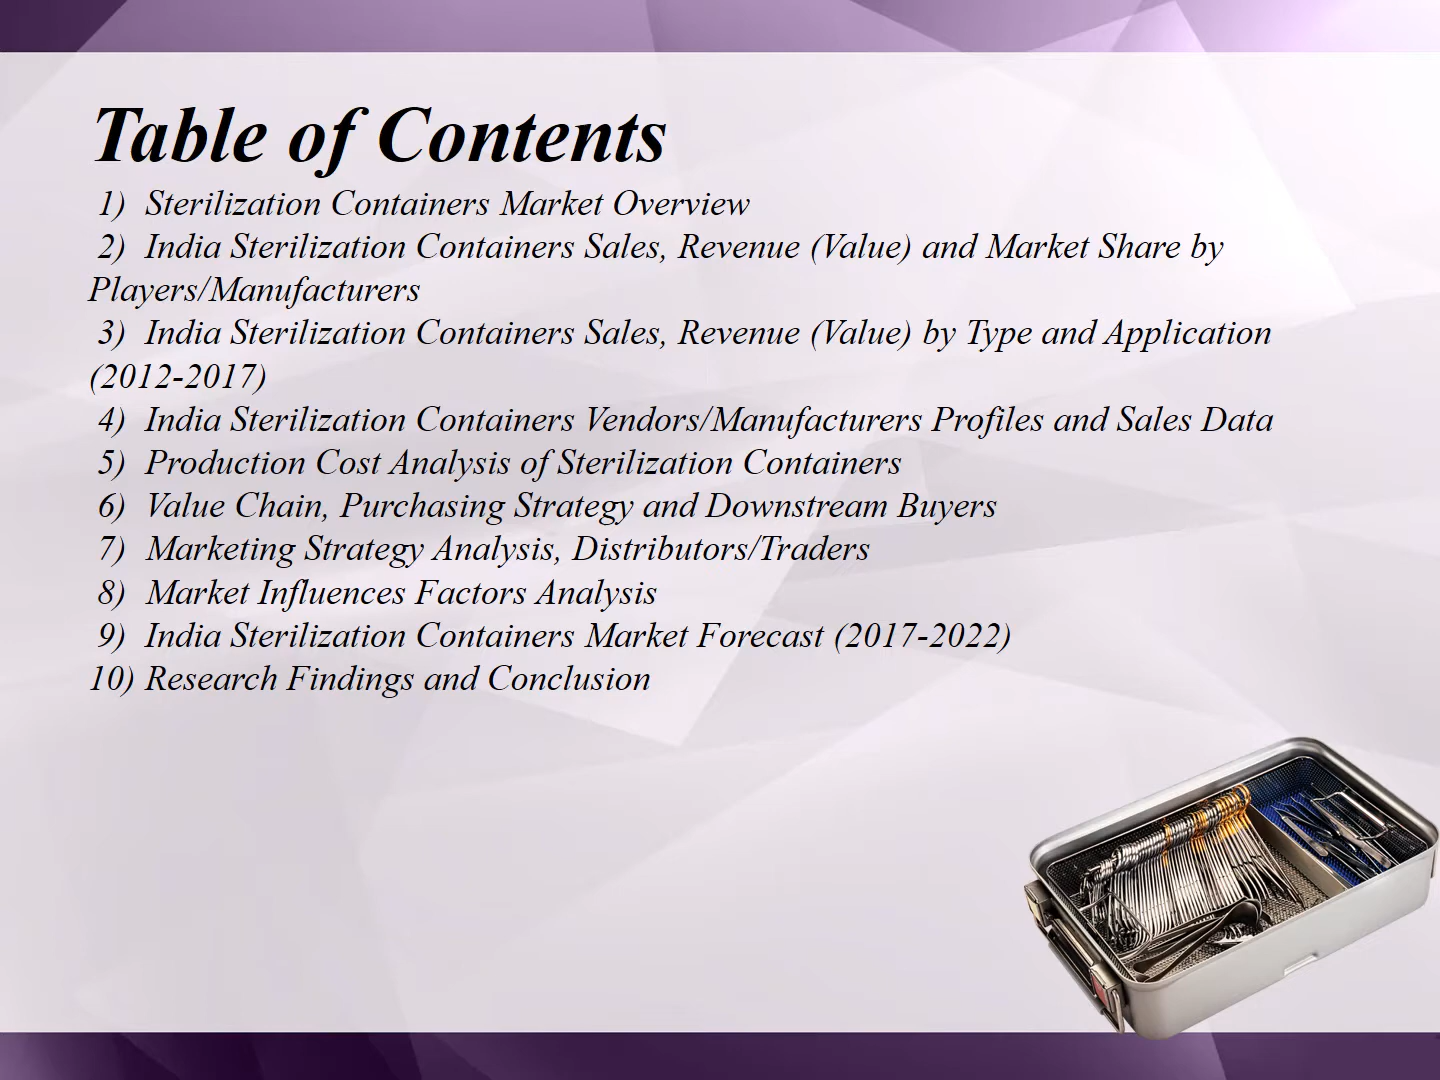 Table of Contents
1) Sterilization Containers Market Overview
2) India Sterilization Containers Sales, Revenue (Value) and Market Share by
Players/Manufacturers
3) India Sterilization Containers Sales, Revenue (Value) by Type and Application
(2012-2017)
4) India Sterilization Containers Vendors/Manufacturers Profiles and Sales Data
5) Production Cost Analysis of Sterilization Containers
6) Value Chain, Purchasing Strategy and Downstream Buyers
7) Marketing Strategy Analysis, Distributors/Traders
8) Market Influences Factors Analysis
9) India Sterilization Containers Market Forecast (2017-2022)
10) Research Findings and Conclusion